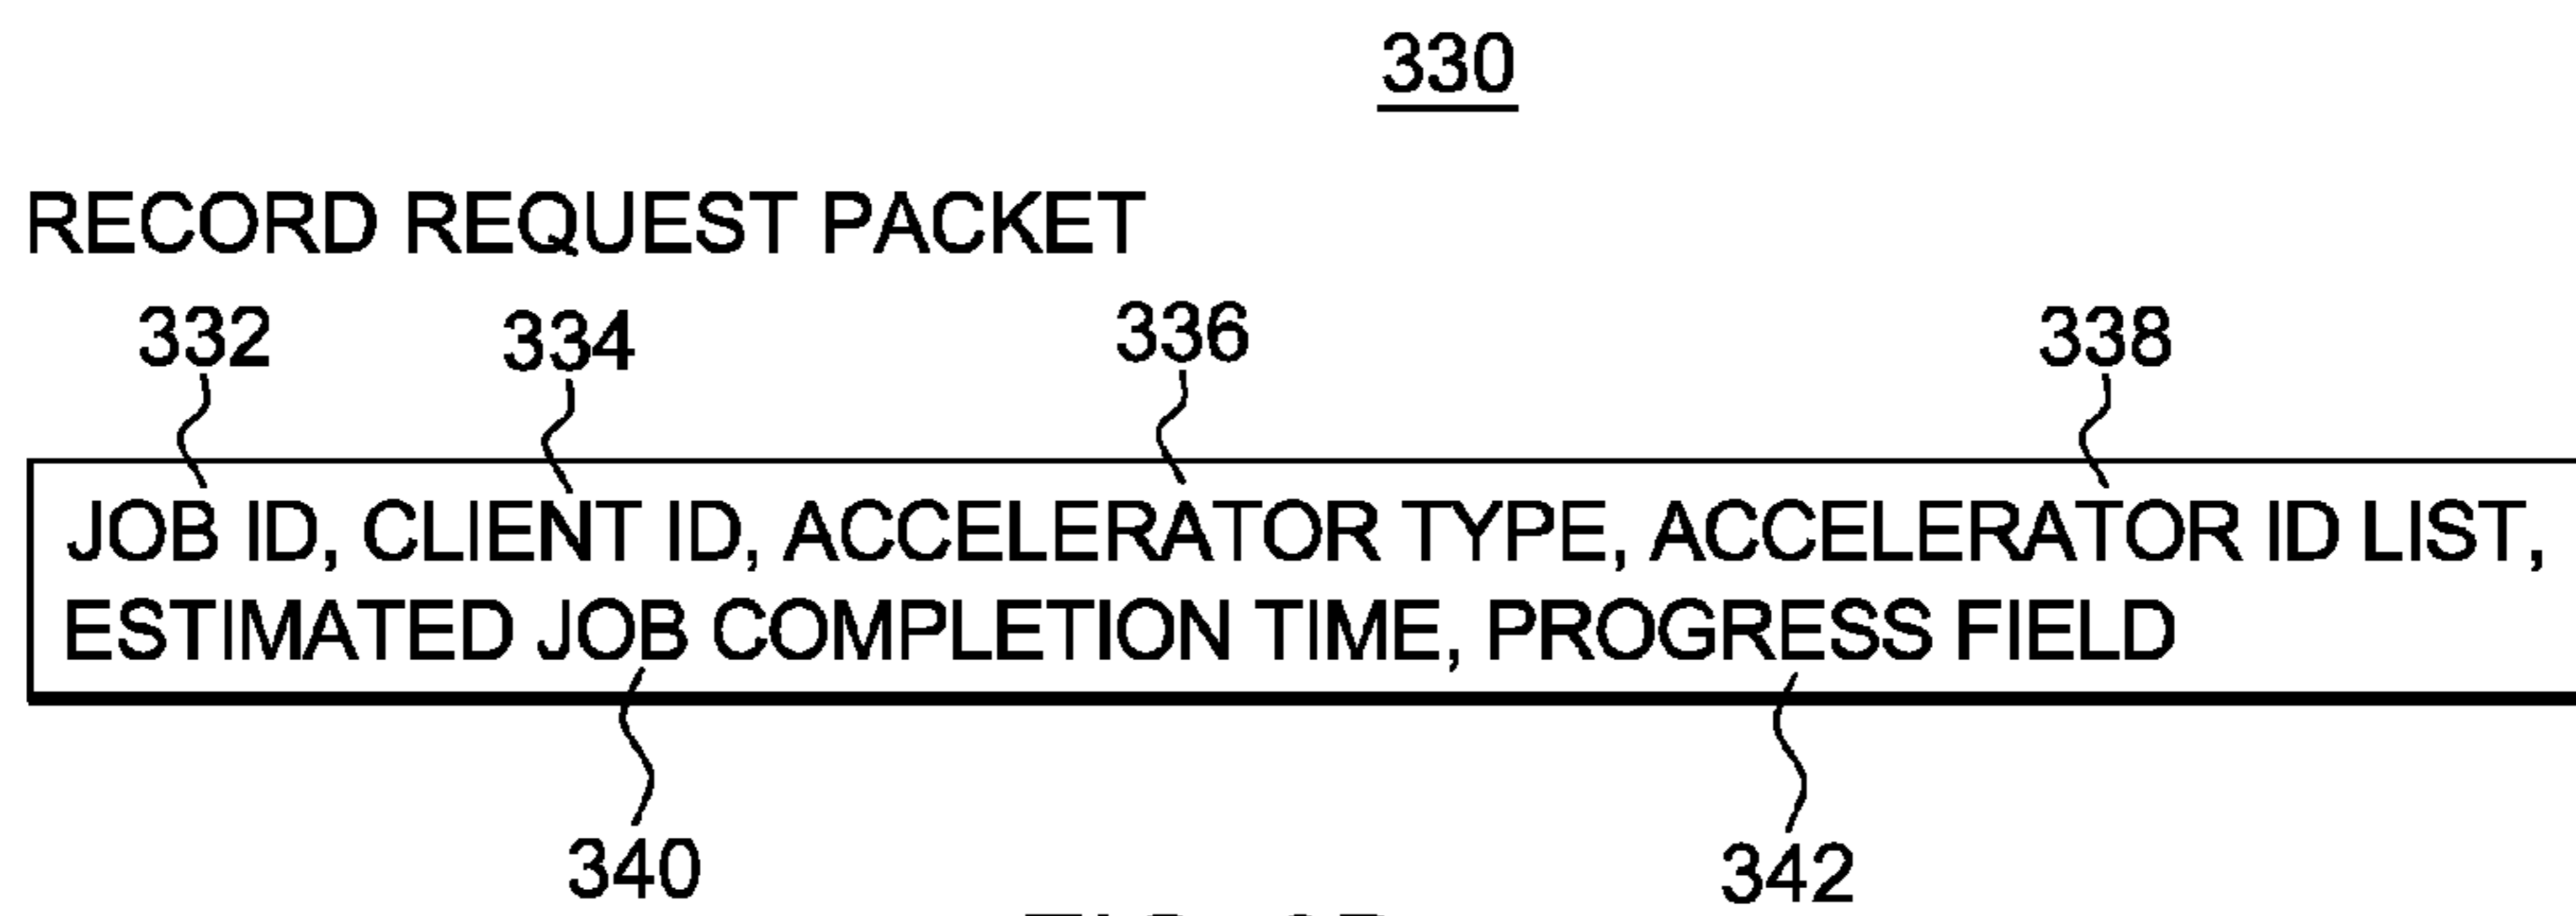 330
RECORD REQUEST PACKET
332 334 336 338
JOB ID, CLIENT ID, ACCELERATOR TYPE, ACCELERATOR ID LIST,
ESTIMATED JOB COMPLETION TIME, PROGRESS FIELD
340 342